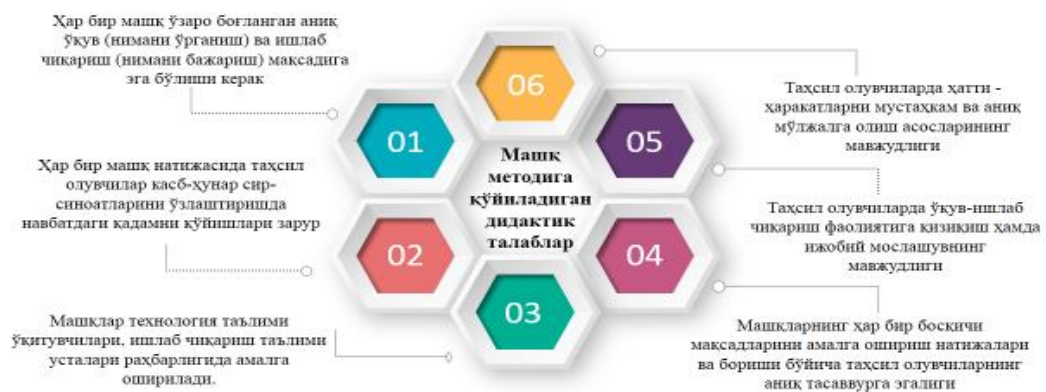 Ҳар бир машқ ўзаро боғланган аниқ
ўқув (нимани ўрганиш) ва ишлаб
чиқариш (нимани бажариш) мақсадига
эга бўлиши керак
01
Ҳар бир машқ натижасида таҳсил
олувчилар касб-ҳунар сир-
синоатларини ўзлаштиришда
навбатдаги қадамни қўйишлари зарур
02
Машқлар технология таълими
ўқитувчилари, ишлаб чиқариш таълими
усталари раҳбарлигида амалга
оширилади.
03
Машқ
методига
қўйиладиган
дидактик
талаблар
06
Таҳсил олувчиларда ҳатти -
ҳаракатларни мустаҳкам ва аниқ
мўлжалга олиш асосларининг
мавжудлиги
05
Таҳсил олувчиларда ўқув-ишлаб
чиқариш фаолиятига қизиқиш ҳамда
ижобий мослашувнинг
мавжудлиги
04
Машқларнинг ҳар бир босқичи
мақсадларини амалга ошириш натижалари
ва бориши бўйича таҳсил олувчиларнинг
аниқ тасаввурга эгалиги